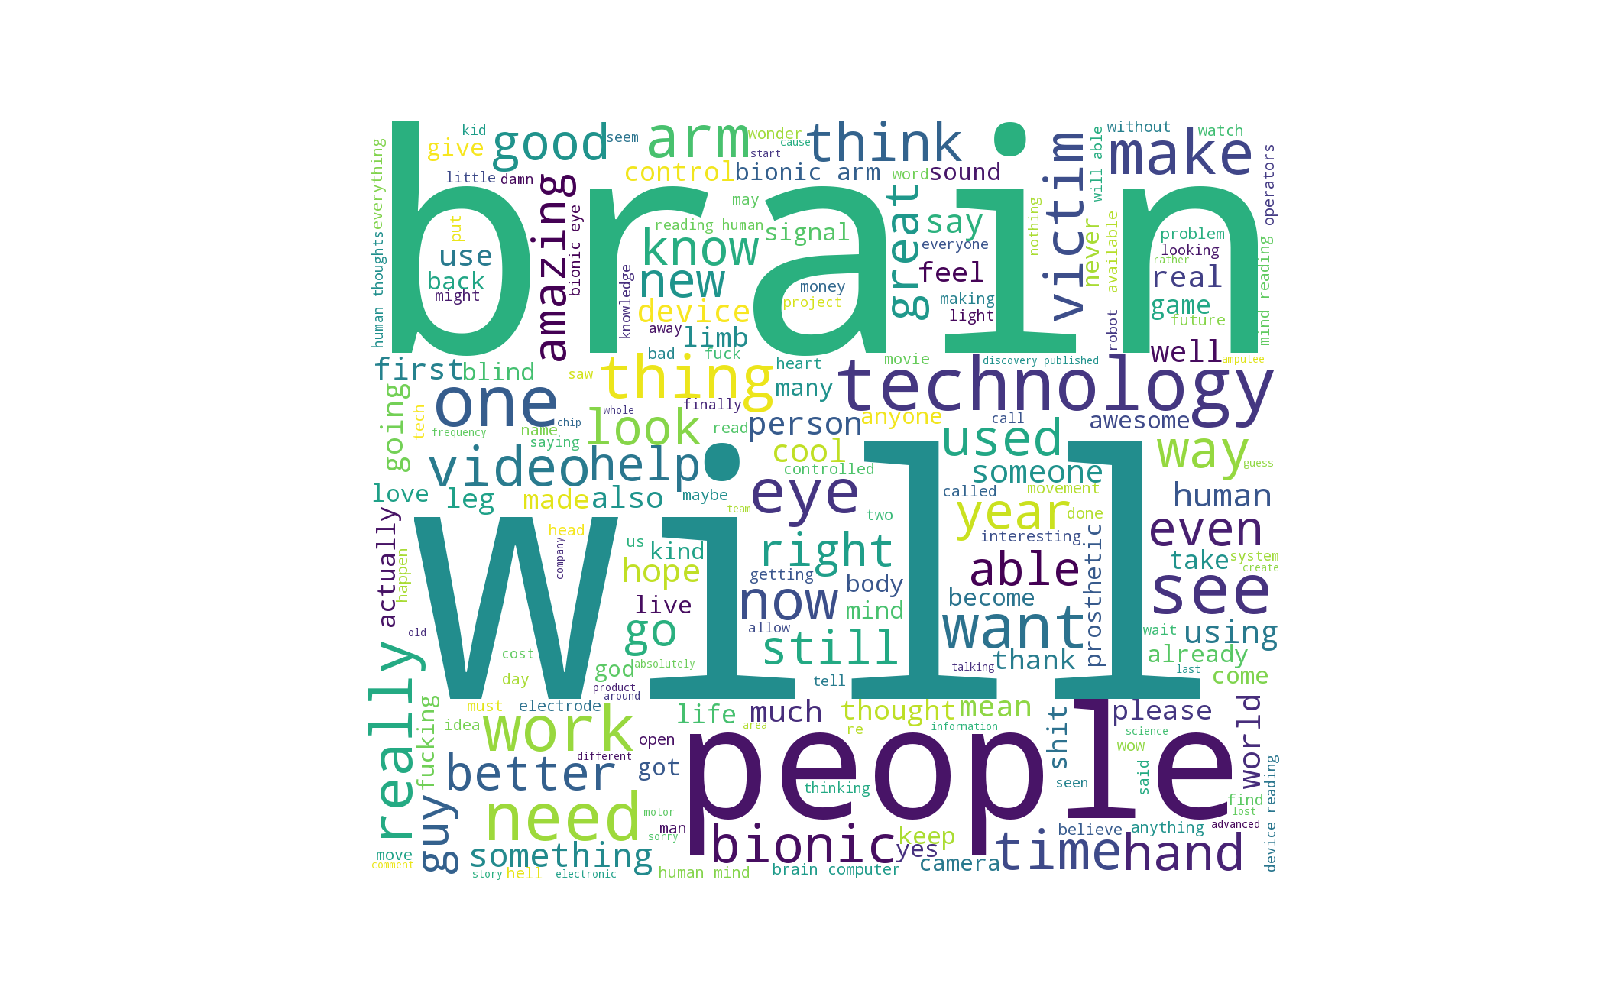 brain
will
people
technology
kid
give
good
seem
arm
wonder
cause
start
think
without
watch
make
everything
little
damn
control
bionic arm
word
sound
victim
will able
operators
human thoughts
put
use
back
might
amazing
bionic eye
may
reading human
know
signal
new
knowledge
device
money
project
away
limb
great
say
everyone
feel
making
light
nothing
never
available
problem
looking
rather
real
game
future
mind reading
robot
first
blind
saw
bad
fuck
thing
heart
many
movie
discovery published
well
amputee
going
tech
one
frequency
name
chip
saying
whole
finally
look
read
person
anyone
call
awesome
used
way
guess
video
help
cool
controlled
someone
human
love
leg
made
also
maybe
team
eye
two
called
movement
year
done
interesting
even
actually
happen
head
company
us
kind
hope
right
getting
body
able
prosthetic
take
system
create
become
see
live
now
mind
allow
old
go
still
want
wait
using
cost
god
absolutely
talking
thank
already
last
come
day
product
around
tell
really
fucking
must
electrode
idea
work
life
much
thought
re
mean
information
area
shit
please
science
wow
world
open
different
got
better
thinking
seen
said
find
lost
guy
need
motor
sorry
man
bionic
keep
yes
believe
anything
advanced
time
hand
device reading
move
comment
something
story
hell
electronic
human mind
brain computer
camera